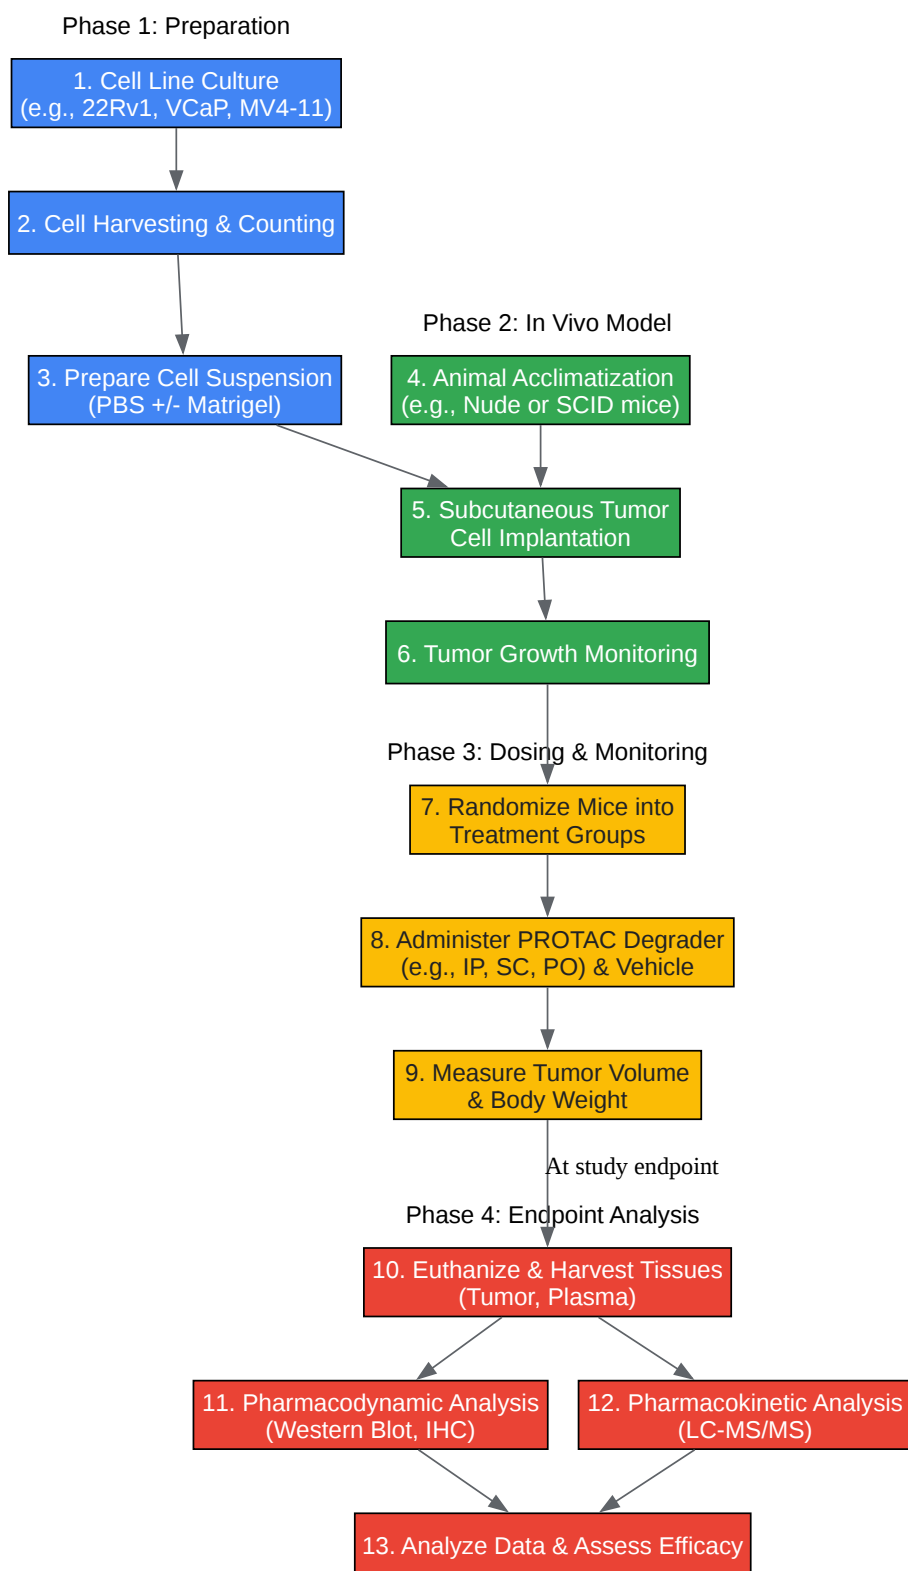 Phase 1: Preparation
1. Cell Line Culture
(e.g., 22Rv1, VCaP, MV4-11)
2. Cell Harvesting & Counting
3. Prepare Cell Suspension
(PBS +/- Matrigel)
Phase 2: In Vivo Model
4. Animal Acclimatization
(e.g., Nude or SCID mice)
5. Subcutaneous Tumor
Cell Implantation
6. Tumor Growth Monitoring
Phase 3: Dosing & Monitoring
7. Randomize Mice into
Treatment Groups
8. Administer PROTAC Degrader
(e.g., IP, SC, PO) & Vehicle
9. Measure Tumor Volume
& Body Weight
At study endpoint
Phase 4: Endpoint Analysis
10. Euthanize & Harvest Tissues
(Tumor, Plasma)
11. Pharmacodynamic Analysis
(Western Blot, IHC)
12. Pharmacokinetic Analysis
(LC-MS/MS)
13. Analyze Data & Assess Efficacy